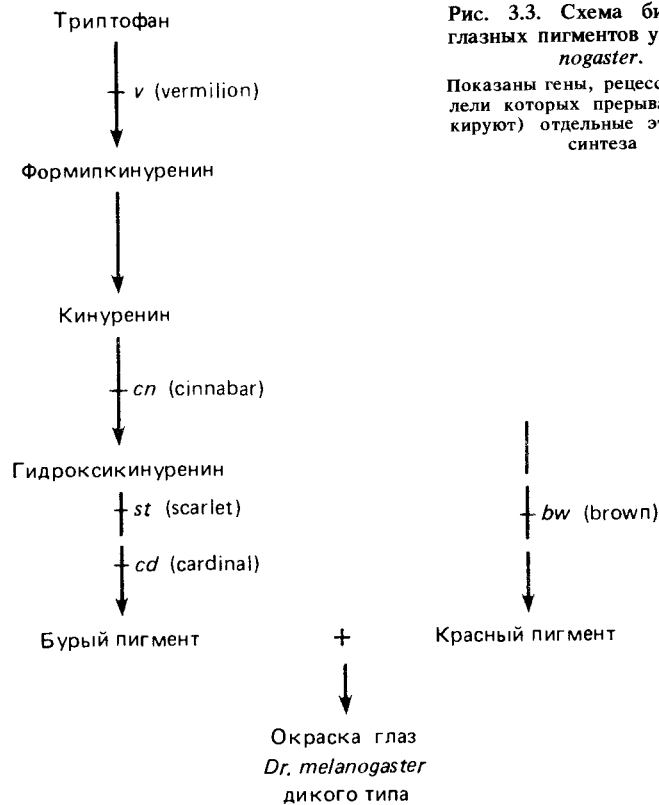 Триптофан
v (vermilion)
Формипкинуренин
Кинуренин
cn (cinnabar)
Гидроксикинуренин
st (scarlet)
cd (cardinal)
Бурый пигмент
+
bw (brown)
Красный пигмент
Окраска глаз
Dr. melanogaster
дикого типа
Рис. 3.3. Схема би
глазных пигментов у
nogaster.
Показаны гены, рецесс
лели которых прерыва
кируют) отдельные э
синтеза